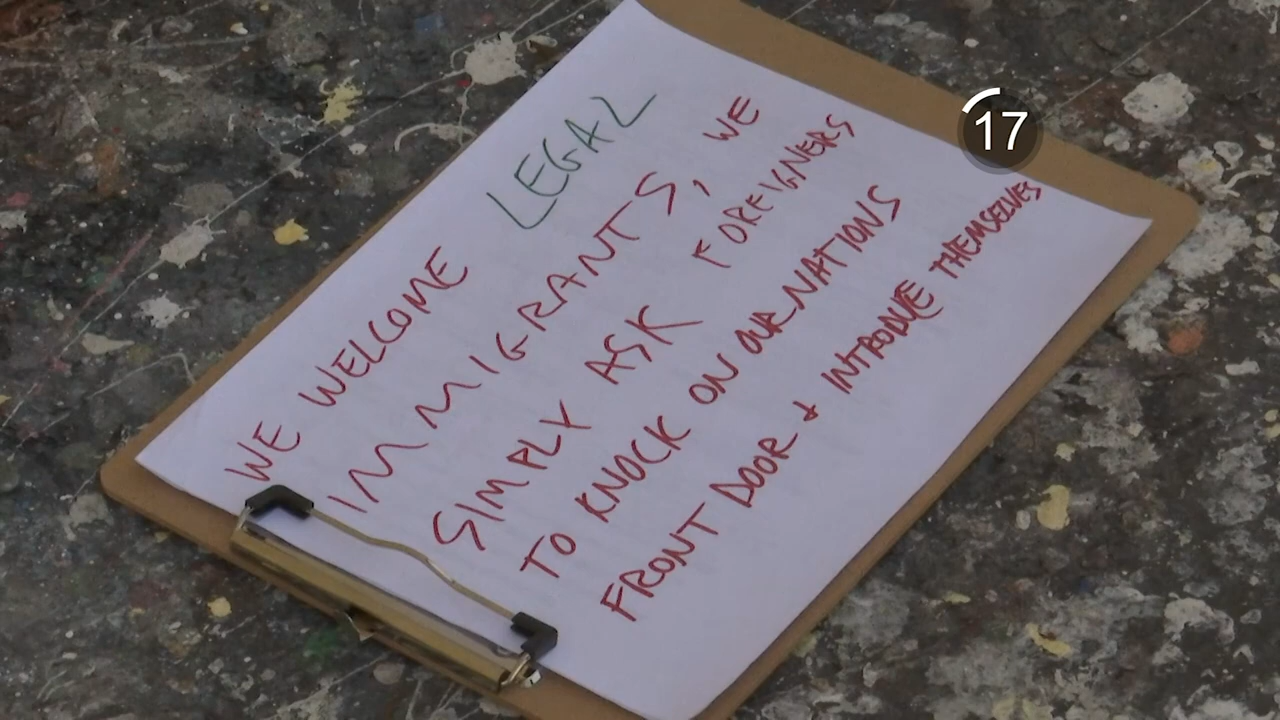 WE WELCOME LEGAL
IMMIGRANTS, WE
SIMPLY ASK FOREIGNERS
TO KNOCK ON OUR NATIONS
FRONT DOOR & INTRODUCE THEMSELVES
17